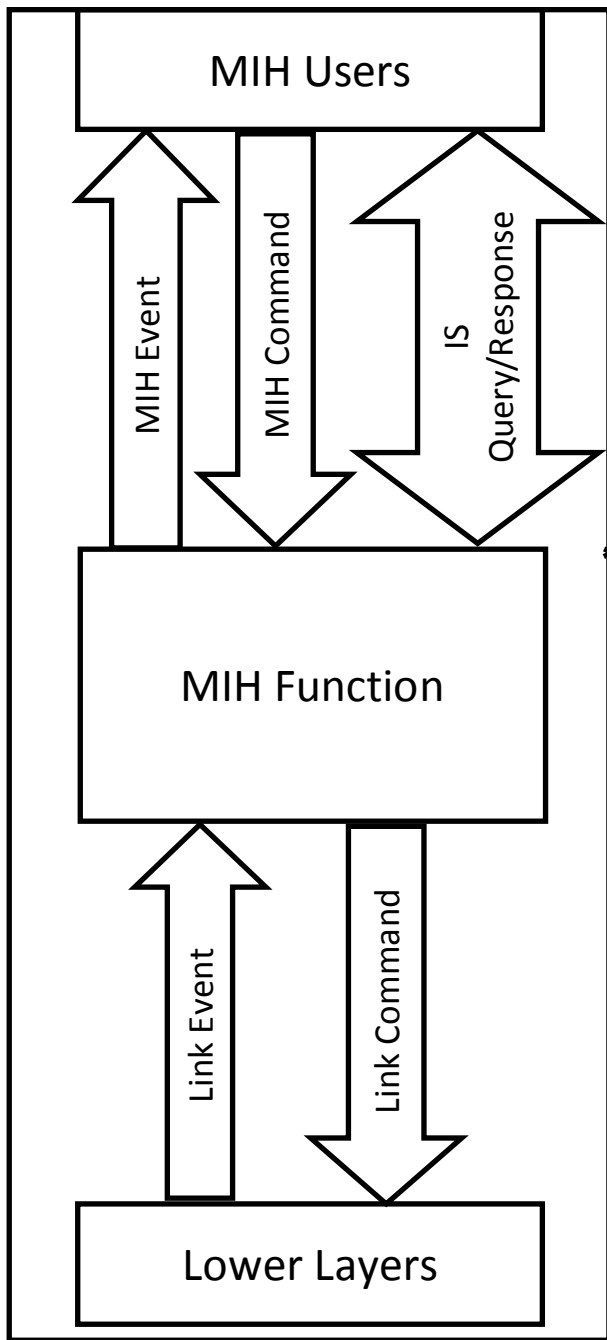 MIH Users
MIH Event
MIH Command
IS
Query/Response
MIH Function
Link Event
Link Command
Lower Layers